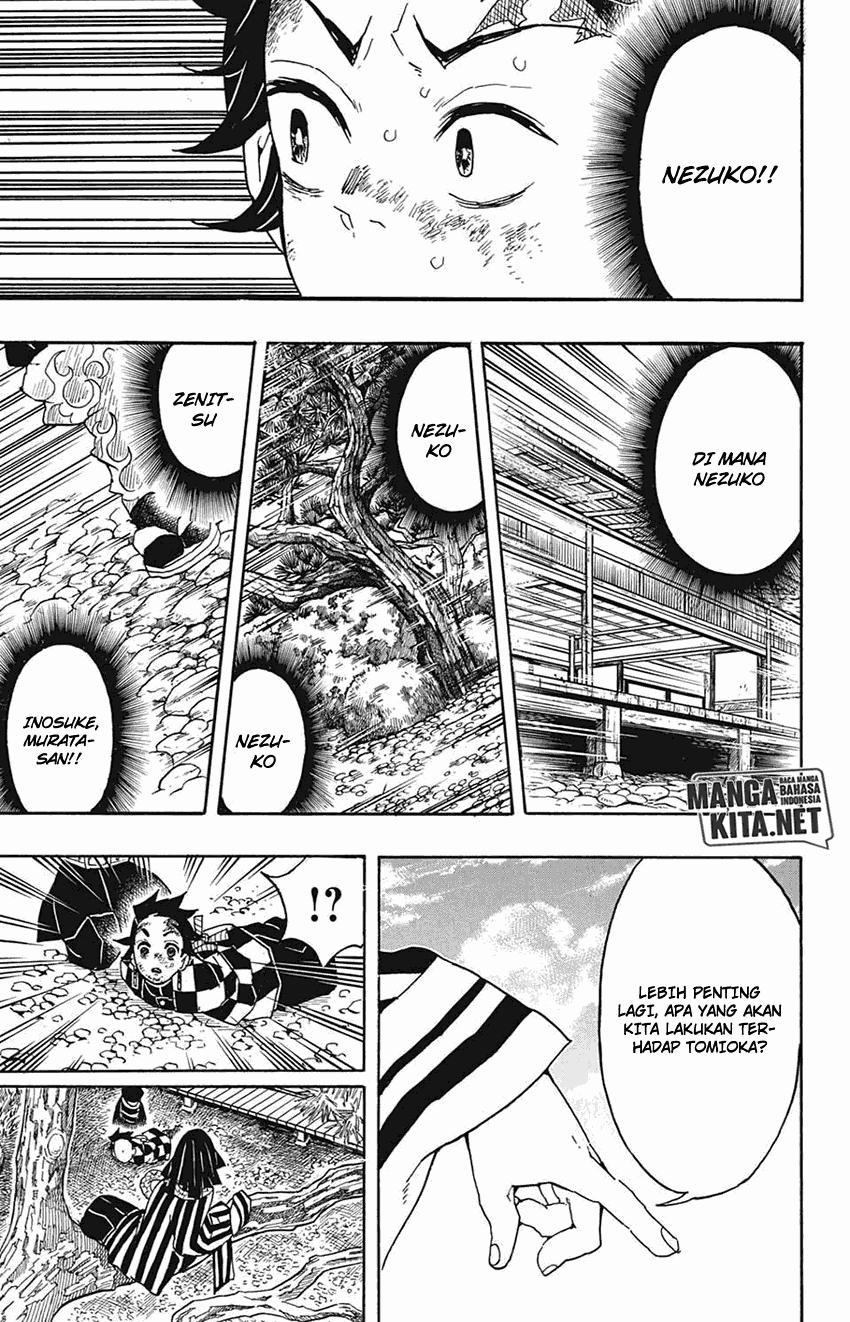 NEZUKO!!
DI MANA
NEZUKO
NEZU-
KO
NEZU-
KO
ZENIT-
SU
INOSUKE,
MURATA-
SAN!!
MANGA
KITA.NET
BACA MANGA
BAHASA
INDONESIA
LEBIH PENTING
LAGI, APA YANG AKAN
KITA LAKUKAN TER-
HADAP TOMIOKA?
!?